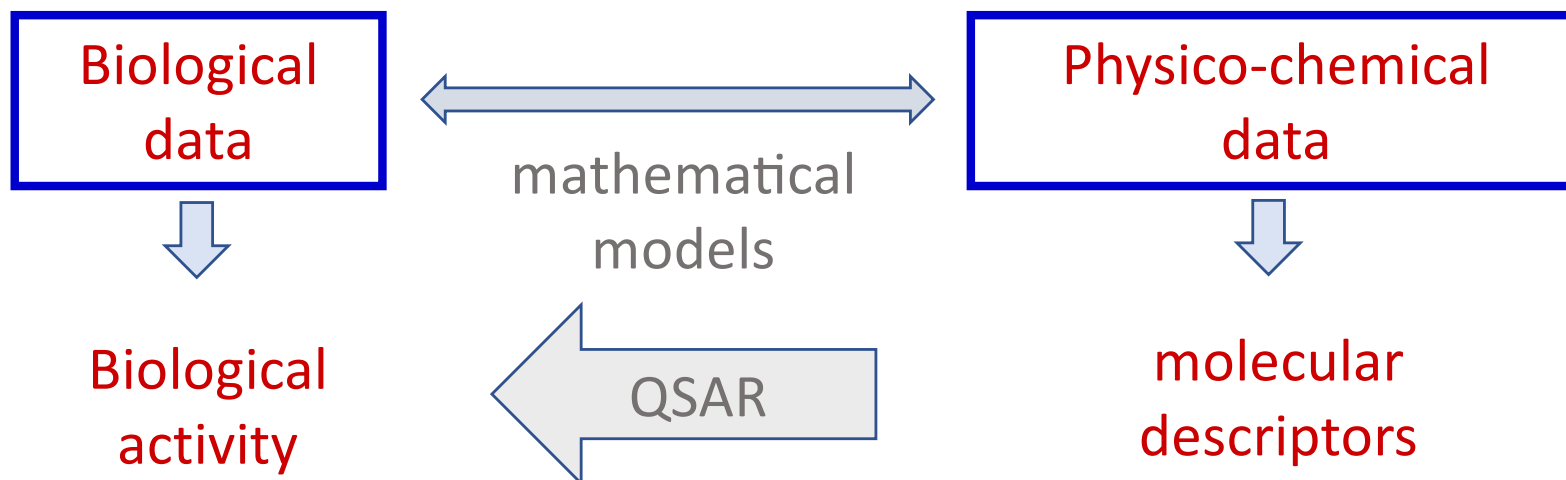 Biological
data
mathematical
models
Physico-chemical
data
Biological
activity
QSAR
molecular
descriptors